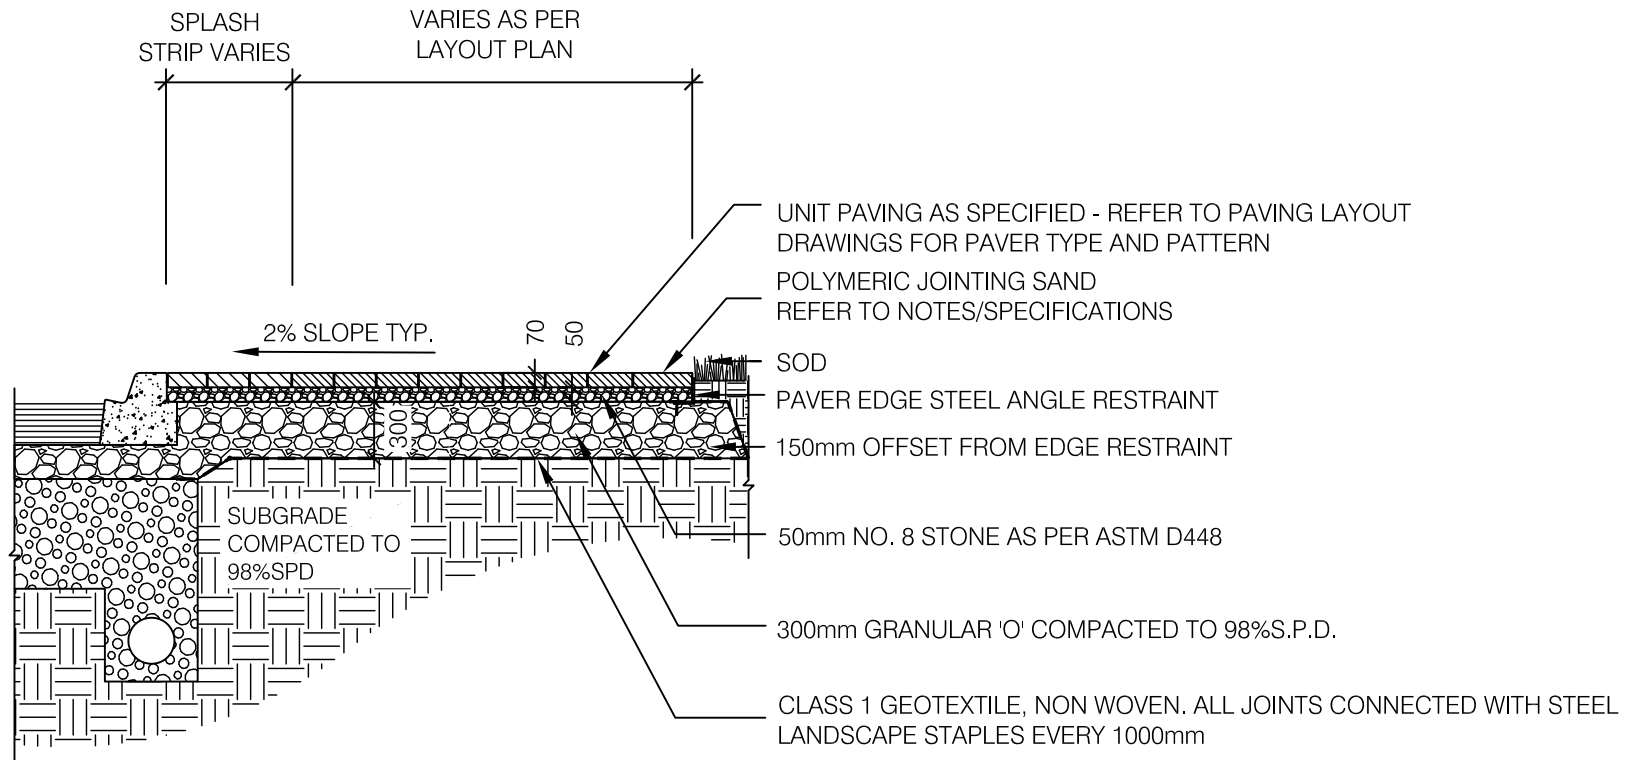 SPLASH
STRIP VARIES
VARIES AS PER
LAYOUT PLAN
UNIT PAVING AS SPECIFIED - REFER TO PAVING LAYOUT
DRAWINGS FOR PAVER TYPE AND PATTERN
POLYMERIC JOINTING SAND
REFER TO NOTES/SPECIFICATIONS
2% SLOPE TYP.
70
50
SOD
PAVER EDGE STEEL ANGLE RESTRAINT
300
150mm OFFSET FROM EDGE RESTRAINT
SUBGRADE
COMPACTED TO
98%SPD
50mm NO. 8 STONE AS PER ASTM D448
300mm GRANULAR 'O' COMPACTED TO 98%S.P.D.
CLASS 1 GEOTEXTILE, NON WOVEN. ALL JOINTS CONNECTED WITH STEEL
LANDSCAPE STAPLES EVERY 1000mm